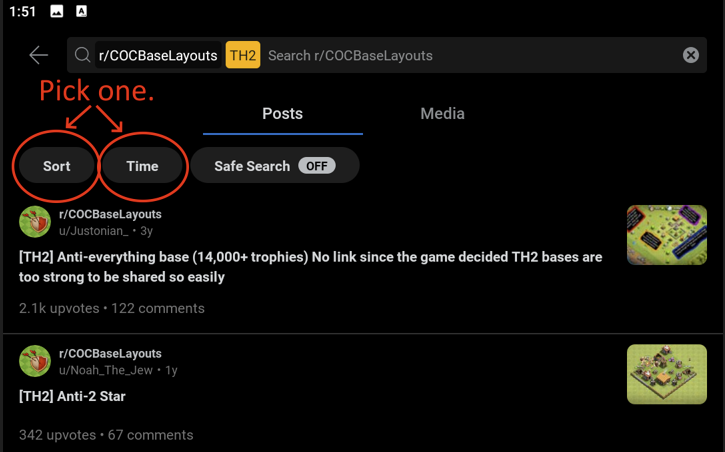 1:51
A
r/COCBaseLayouts TH2 Search r/COCBaseLayouts
Pick one.
Posts Media
Sort Time Safe Search OFF
r/COCBaseLayouts
u/Justonian_ • 3y
[TH2] Anti-everything base (14,000+ trophies) No link since the game decided TH2 bases are
too strong to be shared so easily
2.1k upvotes • 122 comments
r/COCBaseLayouts
u/Noah_The_Jew • 1y
[TH2] Anti-2 Star
342 upvotes • 67 comments